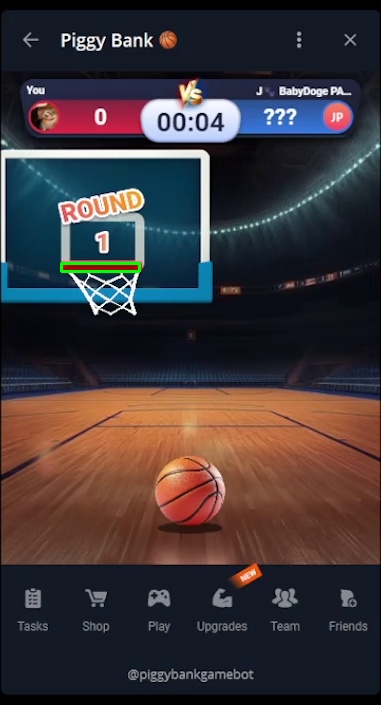 Piggy Bank
You
VS
J BabyDoge PA...
0
00:04
???
JP
ROUND
1
NEW
Tasks
Shop
Play
Upgrades
Team
Friends
@piggybankgamebot